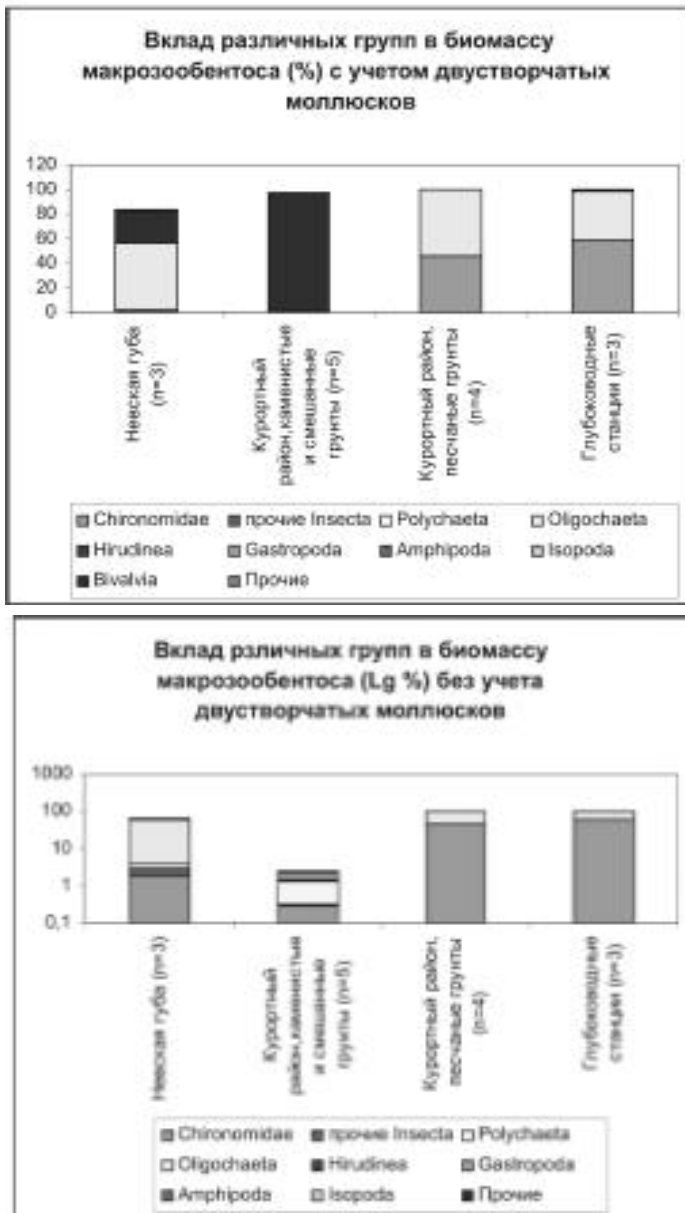 Вклад различных групп в биомассу
макрозообентоса (%) с учетом двустворчатых
моллюсков
120
100
80
60
40
20
0
Невская губа
(n=3)
Курортный
район,каменистые
и смешанные
грунты (n=5)
Курортный район,
песчаные грунты
(n=4)
Глубоководные
станции (n=3)
Chironomidae прочие Insecta Polychaeta Oligochaeta
Hirudinea Gastropoda Amphipoda Isopoda
Bivalvia Прочие
Вклад рзличных групп в биомассу
макрозообентоса (Lg %) без учета
двустворчатых моллюсков
1000
100
10
1
0,1
Невская губа (n=3)
Курортный
район,каменистые
и смешанные
грунты (n=5)
Курортный район,
песчаные грунты
(n=4)
Глубоководные
станции (n=3)
Chironomidae прочие Insecta Polychaeta
Oligochaeta Hirudinea Gastropoda
Amphipoda Isopoda Прочие